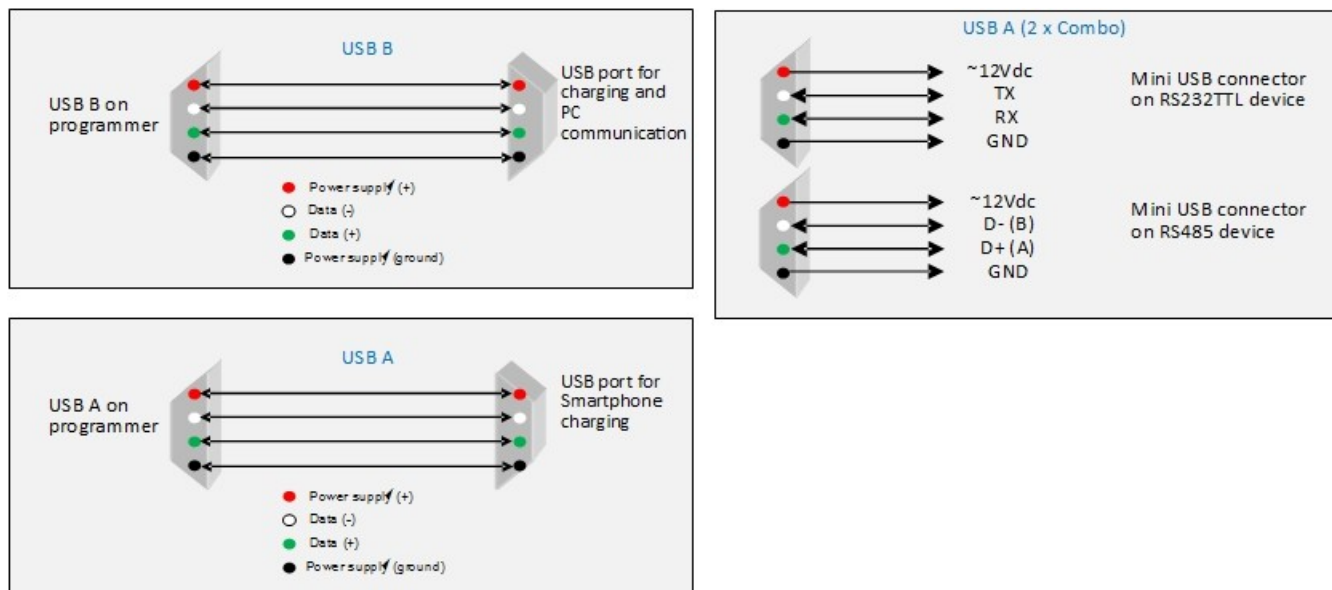 USB B
USB B on
programmer
USB port for
charging and
PC
communication
Power supply (+)
Data (-)
Data (+)
Power supply (ground)
USB A (2 x Combo)
~12Vdc
TX
RX
GND
Mini USB connector
on RS232TTL device
~12Vdc
D- (B)
D+ (A)
GND
Mini USB connector
on RS485 device
USB A
USB A on
programmer
USB port for
Smartphone
charging
Power supply (+)
Data (-)
Data (+)
Power supply (ground)